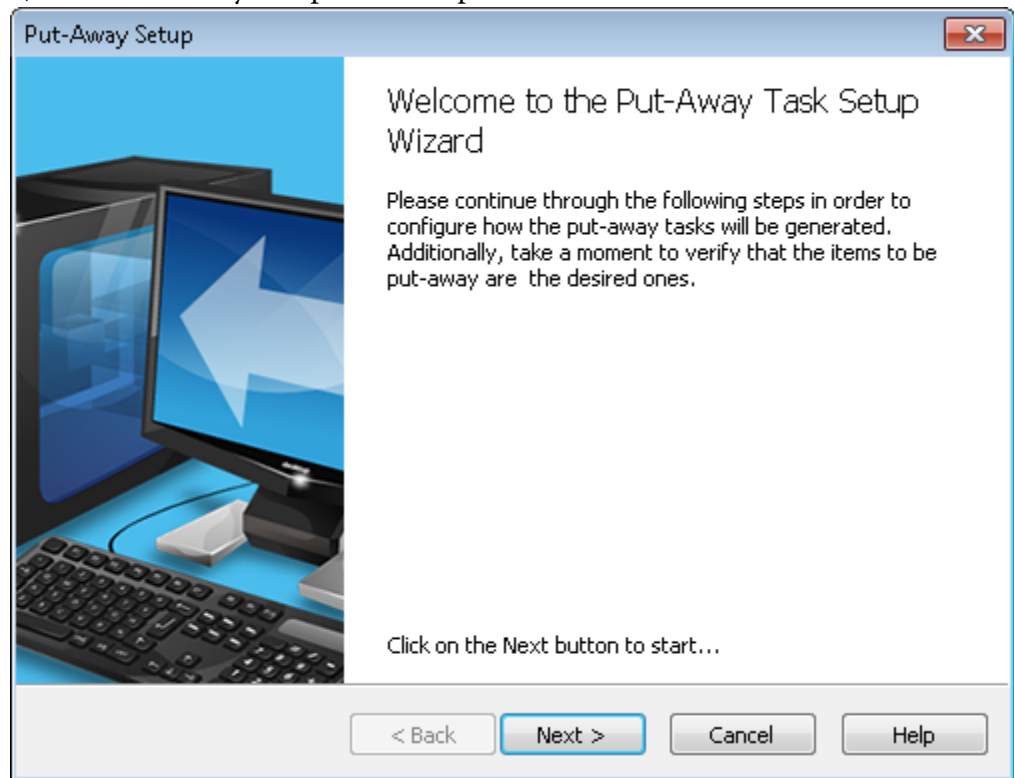 Put-Away Setup
Welcome to the Put-Away Task Setup
Wizard
Please continue through the following steps in order to
configure how the put-away tasks will be generated.
Additionally, take a moment to verify that the items to be
put-away are  the desired ones.
Click on the Next button to start...
< Back
Next >
Cancel
Help